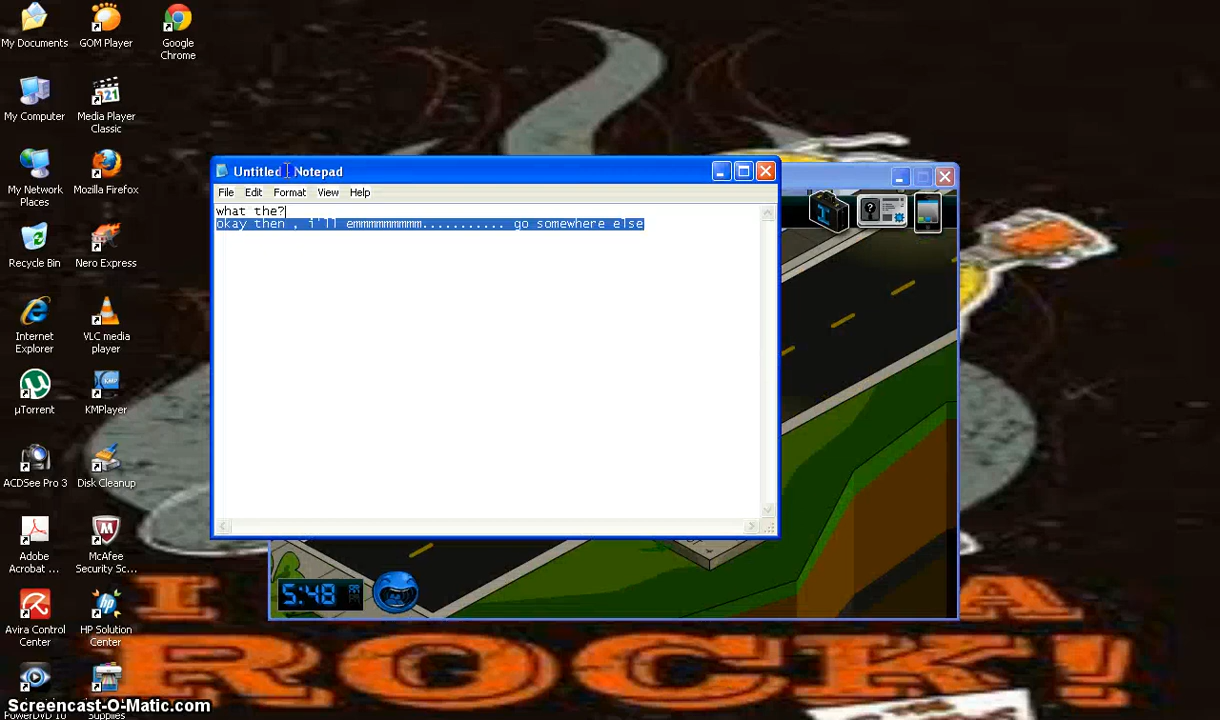 My Documents
GOM Player
Google
Chrome
My Computer
Media Player
Classic
My Network
Places
Mozilla Firefox
Recycle Bin
Nero Express
Internet
Explorer
VLC media
player
µTorrent
KMPlayer
ACDSee Pro 3
Disk Cleanup
Adobe
Acrobat ...
McAfee
Security Sc...
Avira Control
Center
HP Solution
Center
PowerDVD 10
Supplies
Untitled - Notepad
File Edit Format View Help
what the?
okay then , i'll emmmmmmmmm........... go somewhere else
5:48
I A
ROCK!
Screencast-O-Matic.com